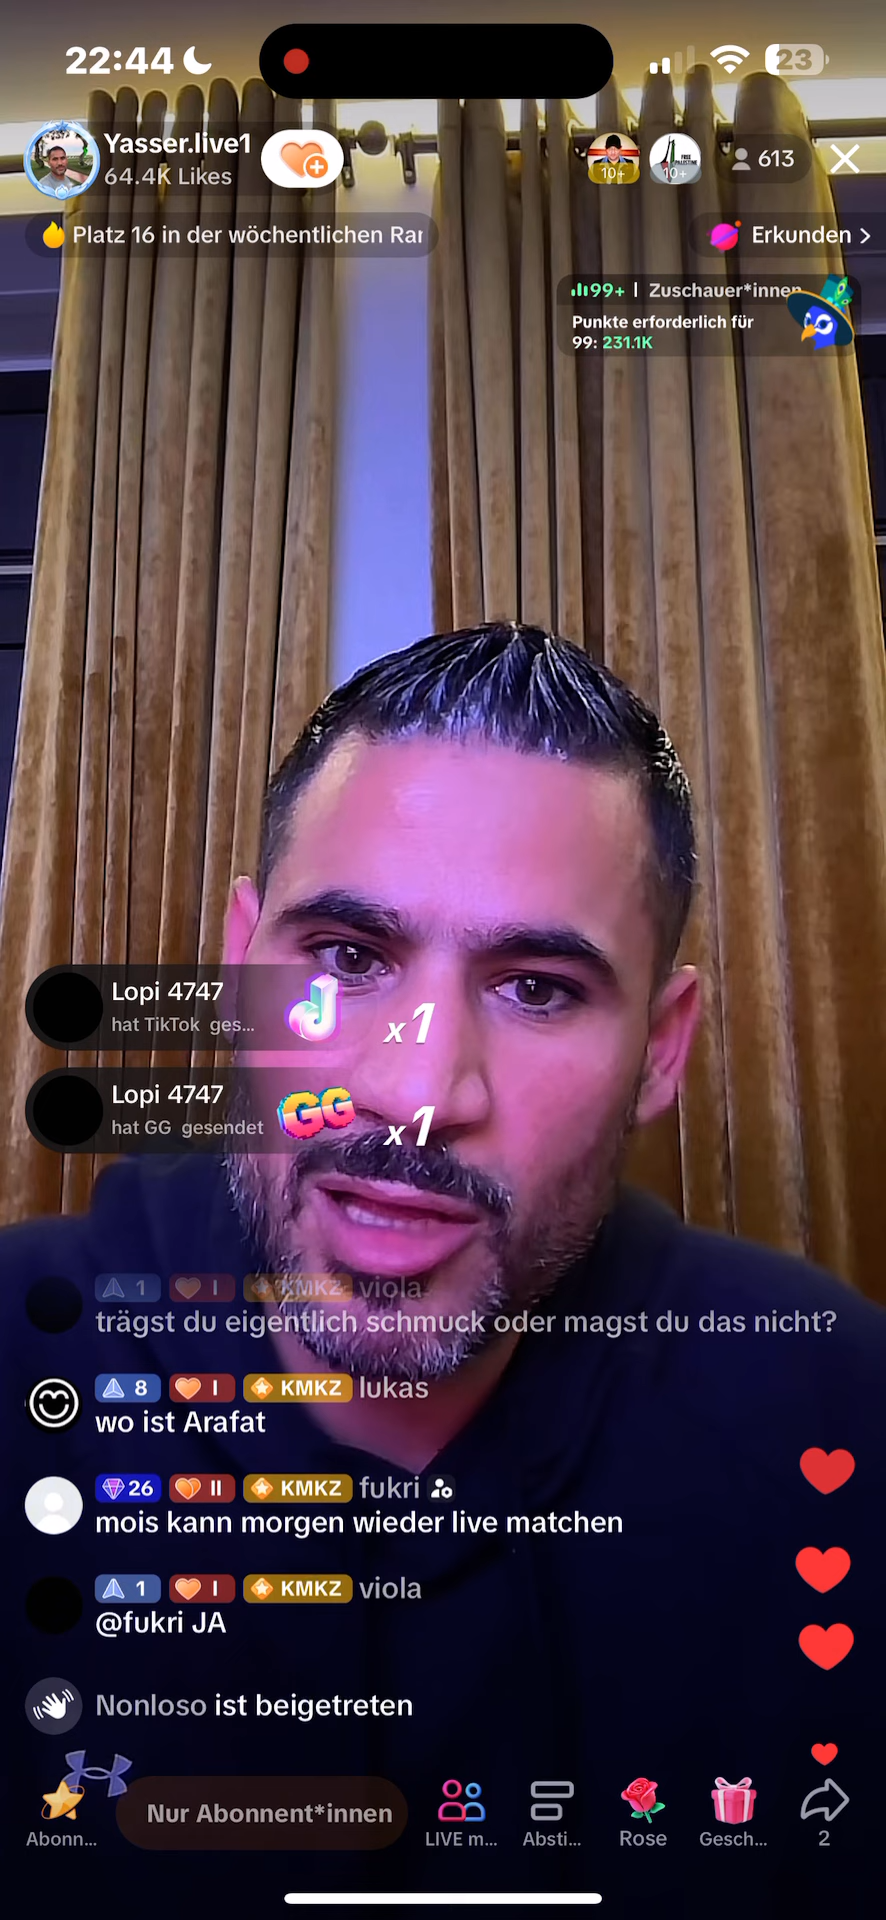 22:44
23
Yasser.live1
64.4K Likes
10+
FREE
PALESTINE
10+
613
Platz 16 in der wöchentlichen Rar
Erkunden >
99+ | Zuschauer*innen
Punkte erforderlich für
99: 231.1K
Lopi 4747
hat TikTok ges...
x1
Lopi 4747
hat GG gesendet
GG
x1
1 I KMKZ viola
trägst du eigentlich schmuck oder magst du das nicht?
8 I KMKZ lukas
wo ist Arafat
26 II KMKZ fukri
mois kann morgen wieder live matchen
1 I KMKZ viola
@fukri JA
Nonloso ist beigetreten
Nur Abonnent*innen
Abonn...
LIVE m...
Absti...
Rose
Gesch...
2